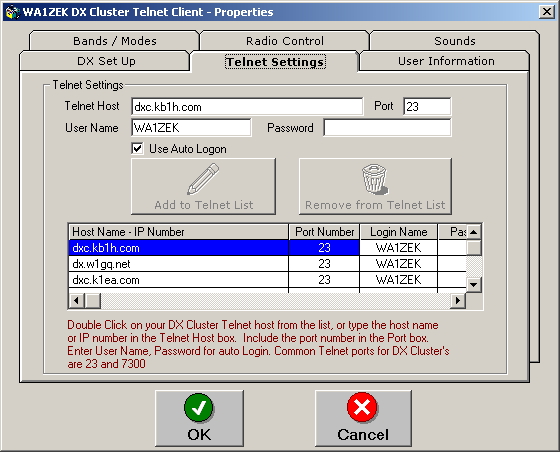 WA1ZEK DX Cluster Telnet Client - Properties
Bands / Modes Radio Control Sounds
DX Set Up Telnet Settings User Information
Telnet Settings
Telnet Host dxc.kb1h.com Port 23
User Name WA1ZEK Password
Use Auto Logon
Add to Telnet List Remove from Telnet List
Host Name - IP Number Port Number Login Name Pas
dxc.kb1h.com 23 WA1ZEK
dx.w1gq.net 23 WA1ZEK
dxc.k1ea.com 23 WA1ZEK
Double Click on your DX Cluster Telnet host from the list, or type the host name
or IP number in the Telnet Host box. Include the port number in the Port box.
Enter User Name, Password for auto Login. Common Telnet ports for DX Cluster's
are 23 and 7300
OK Cancel